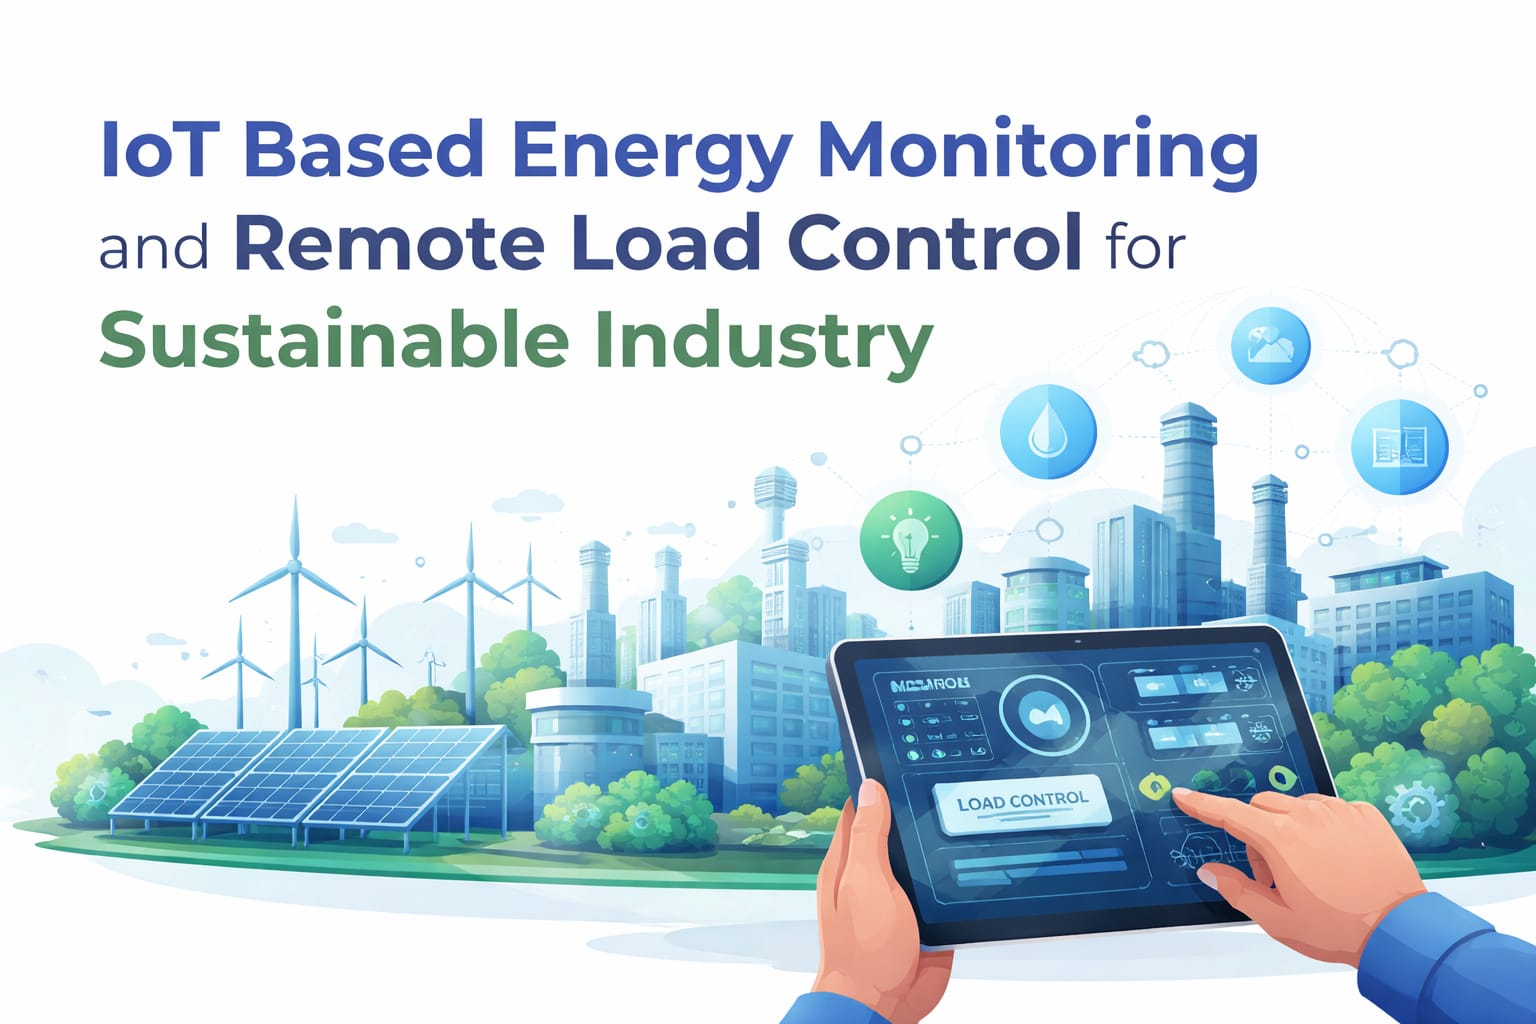 IoT Based Energy Monitoring
and Remote Load Control for
Sustainable Industry
LOAD CONTROL